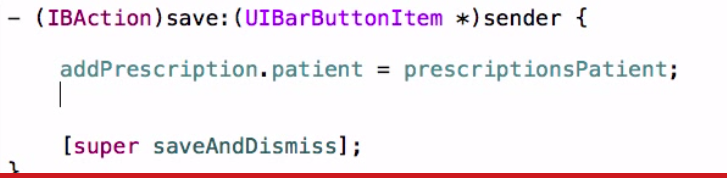 - (IBAction)save:(UIBarButtonItem *)sender {
addPrescription.patient = prescriptionsPatient;
[super saveAndDismiss];
}